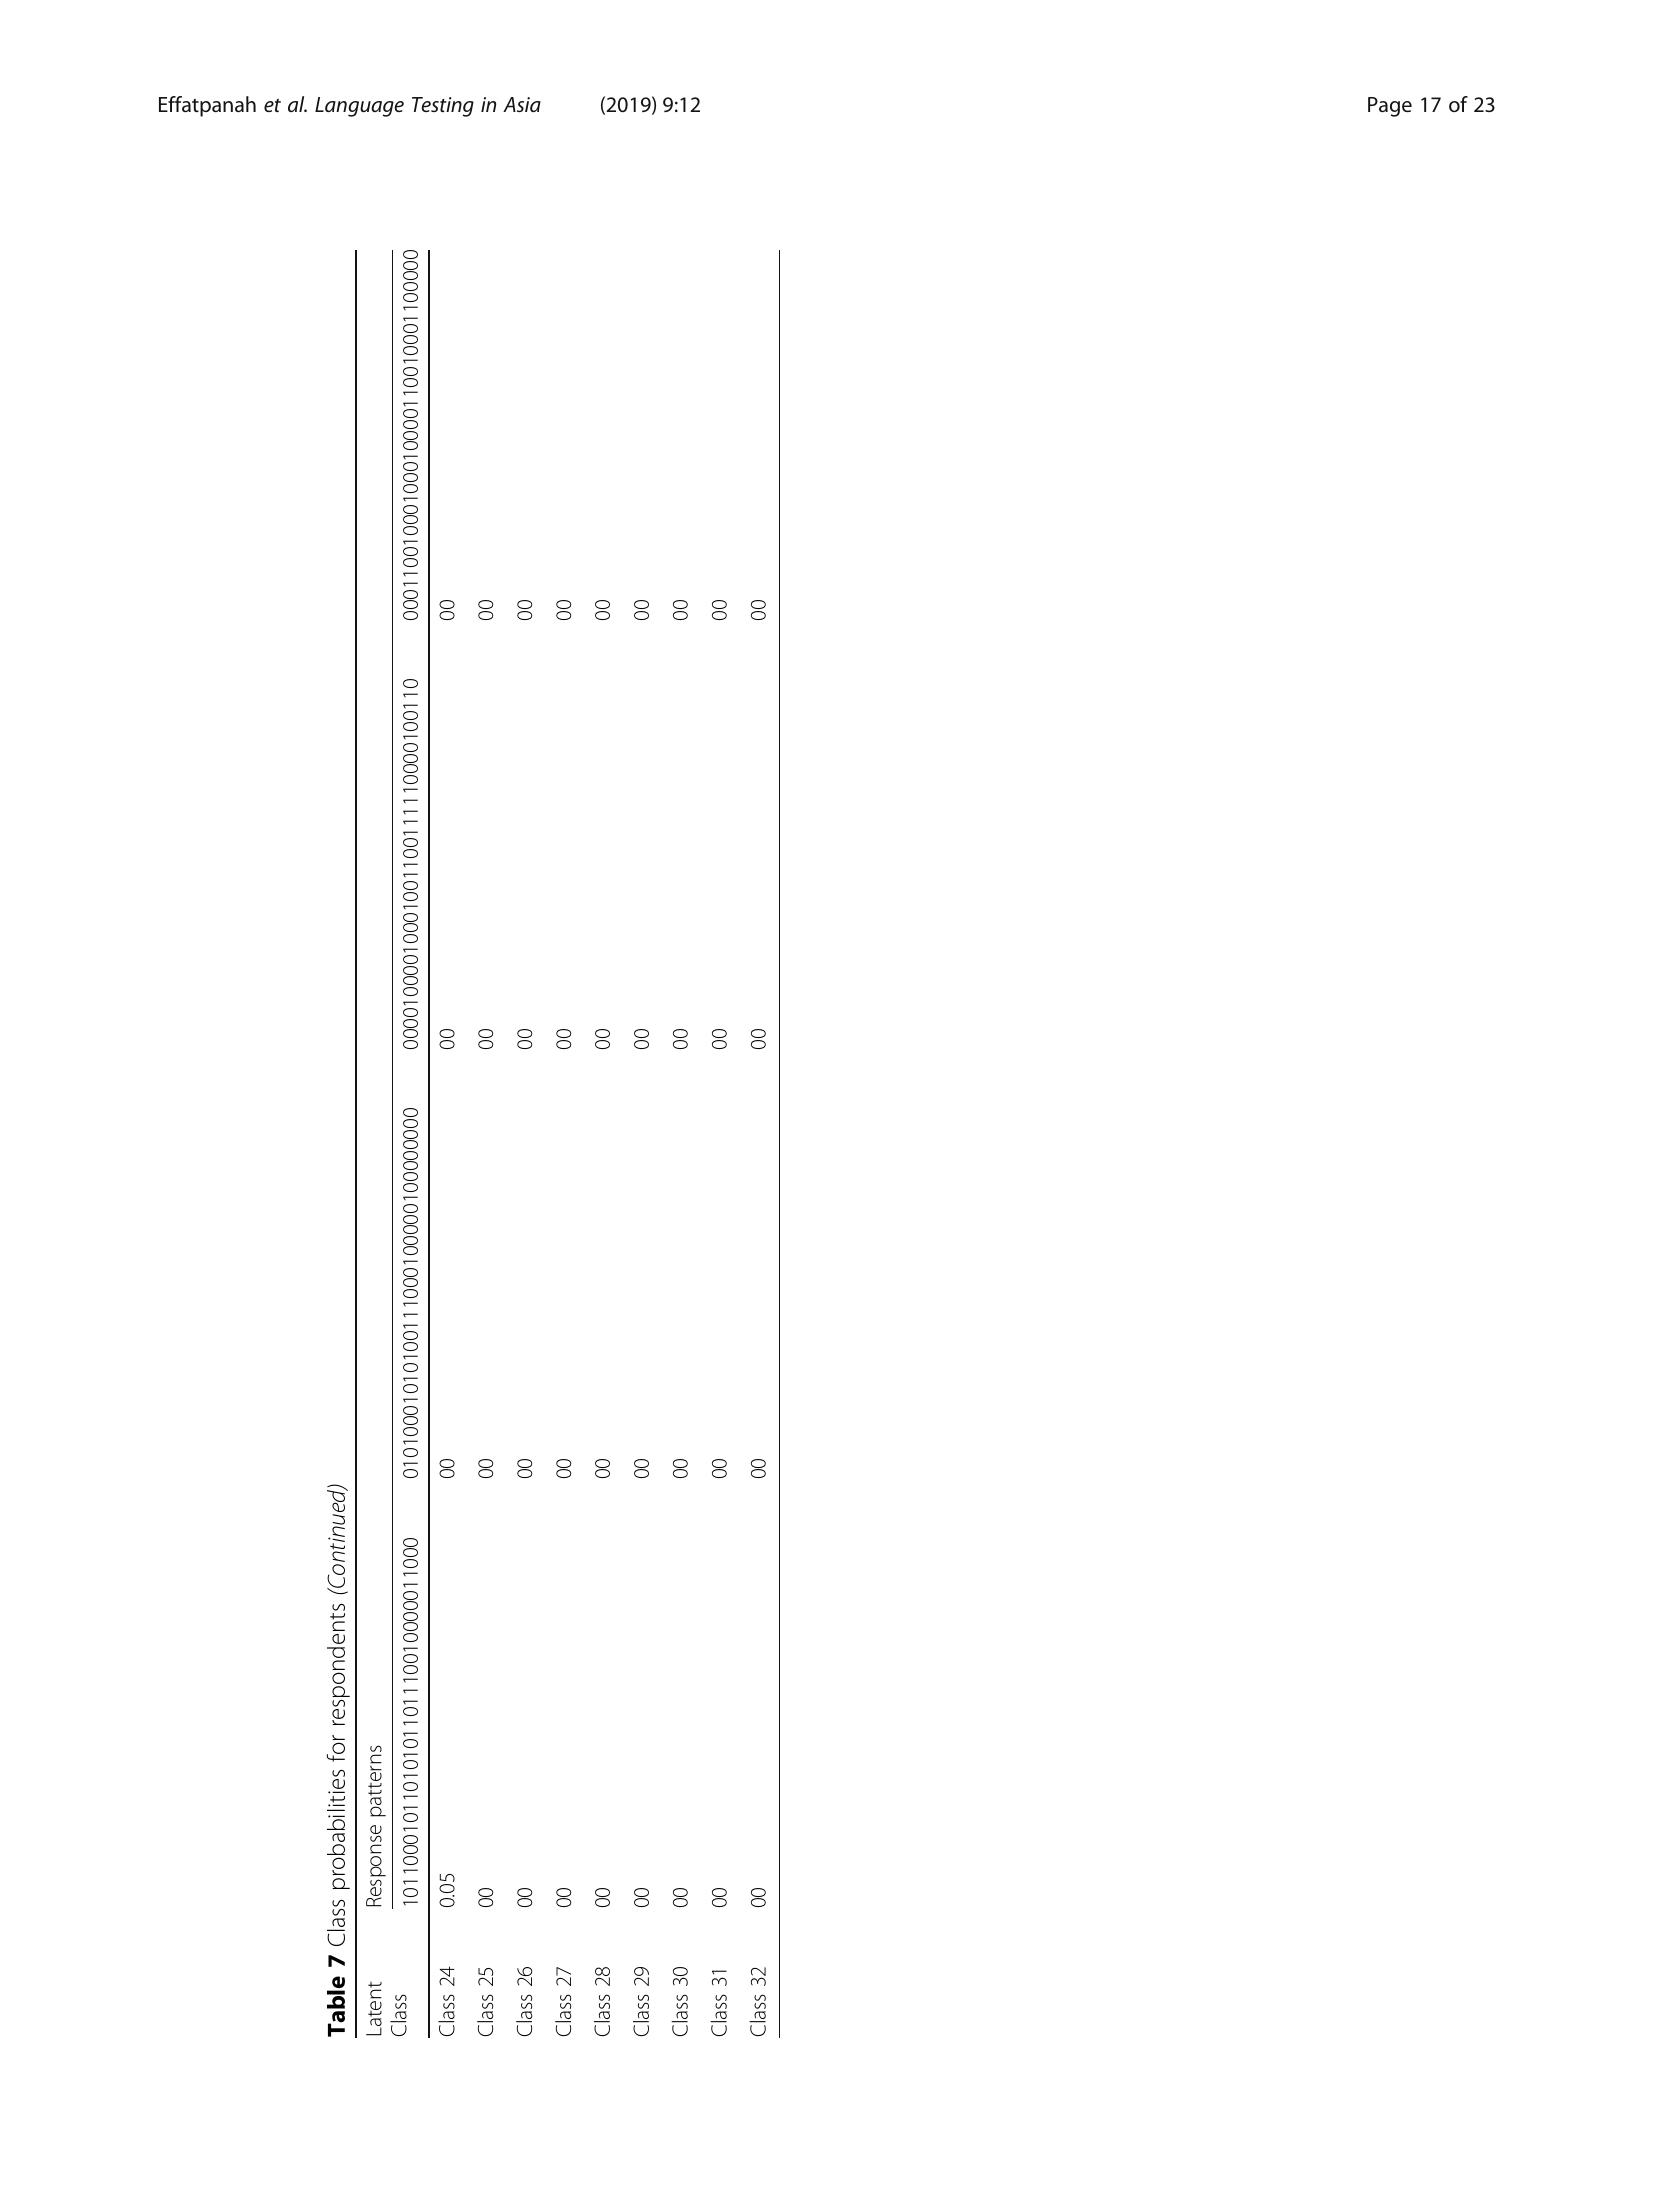 Effatpanah et al. Language Testing in Asia (2019) 9:12 Page 17 of 23
Table 7 Class probabilities for respondents (Continued)
Latent Response patterns
Class 10110001011010101101110010000011000 01010001010100111000100000100000000 00001000010001001100111110000100110 00011001000100010000110010001100000
Class 24 0.05 00 00 00
Class 25 00 00 00 00
Class 26 00 00 00 00
Class 27 00 00 00 00
Class 28 00 00 00 00
Class 29 00 00 00 00
Class 30 00 00 00 00
Class 31 00 00 00 00
Class 32 00 00 00 00